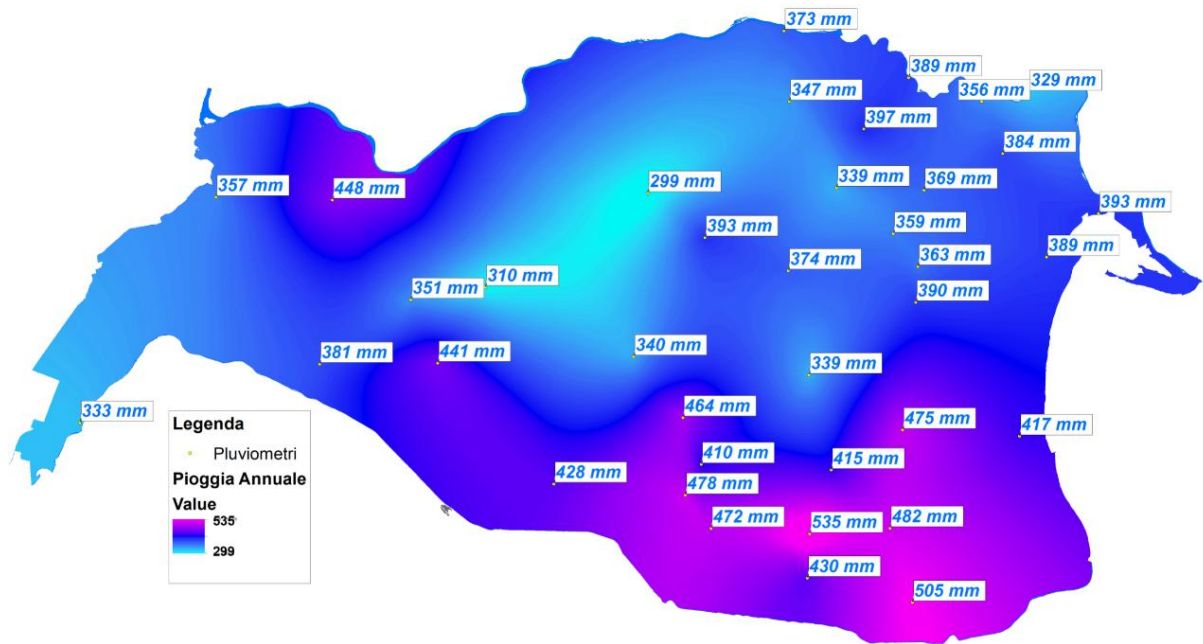 373 mm
389 mm
329 mm
347 mm
356 mm
397 mm
384 mm
357 mm
448 mm
299 mm
339 mm
369 mm
393 mm
393 mm
359 mm
389 mm
374 mm
363 mm
310 mm
351 mm
390 mm
381 mm
441 mm
340 mm
339 mm
333 mm
464 mm
475 mm
417 mm
410 mm
415 mm
428 mm
478 mm
472 mm
535 mm
482 mm
430 mm
505 mm
Legenda
Pluviometri
Pioggia Annuale
Value
535
299